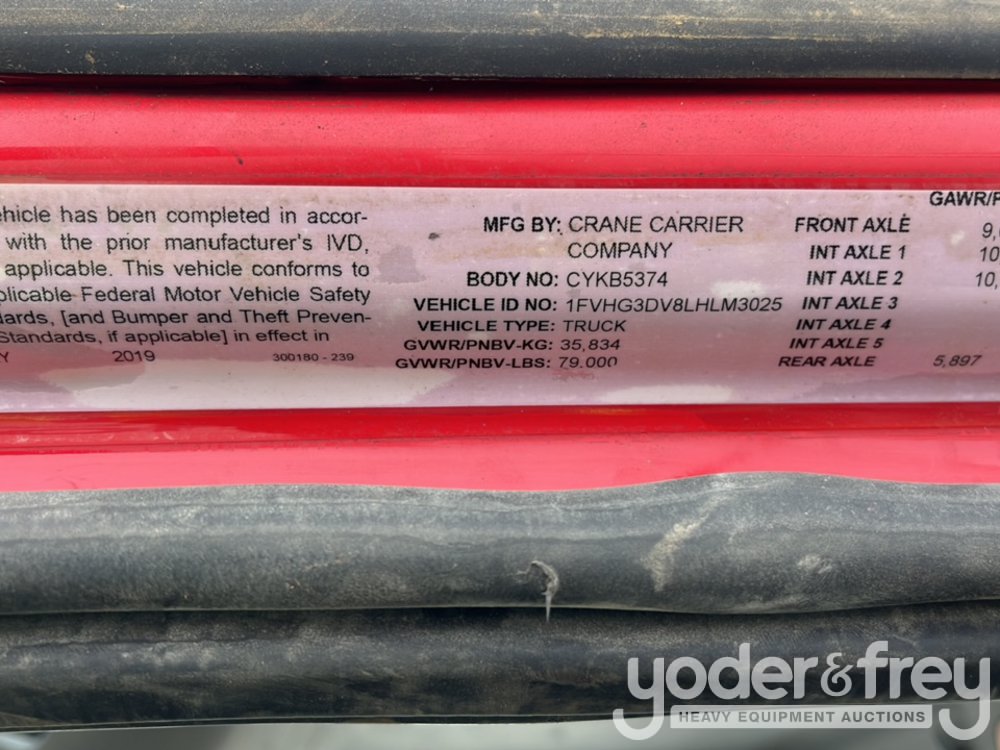 GAWR/P
ehicle has been completed in accor-
with the prior manufacturer's IVD,
applicable. This vehicle conforms to
plicable Federal Motor Vehicle Safety
dards, [and Bumper and Theft Preven-
Standards, if applicable] in effect in
Y 2019 300180 - 239
MFG BY: CRANE CARRIER
COMPANY
BODY NO: CYKB5374
VEHICLE ID NO: 1FVHG3DV8LHLM3025
VEHICLE TYPE: TRUCK
GVWR/PNBV-KG: 35,834
GVWR/PNBV-LBS: 79,000
FRONT AXLE 9,
INT AXLE 1 10,
INT AXLE 2 10,
INT AXLE 3
INT AXLE 4
INT AXLE 5
REAR AXLE 5,897
yoder&frey
HEAVY EQUIPMENT AUCTIONS